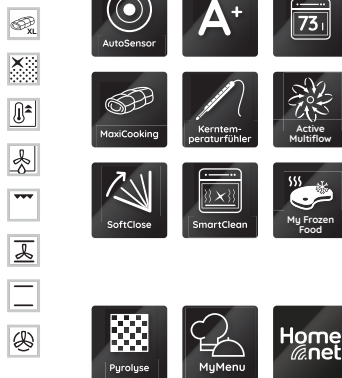 XL
AutoSensor
A+
73 l
MaxiCooking
Kerntem-
peraturfühler
Active
Multiflow
SoftClose
SmartClean
My Frozen
Food
Pyrolyse
MyMenu
Home
net